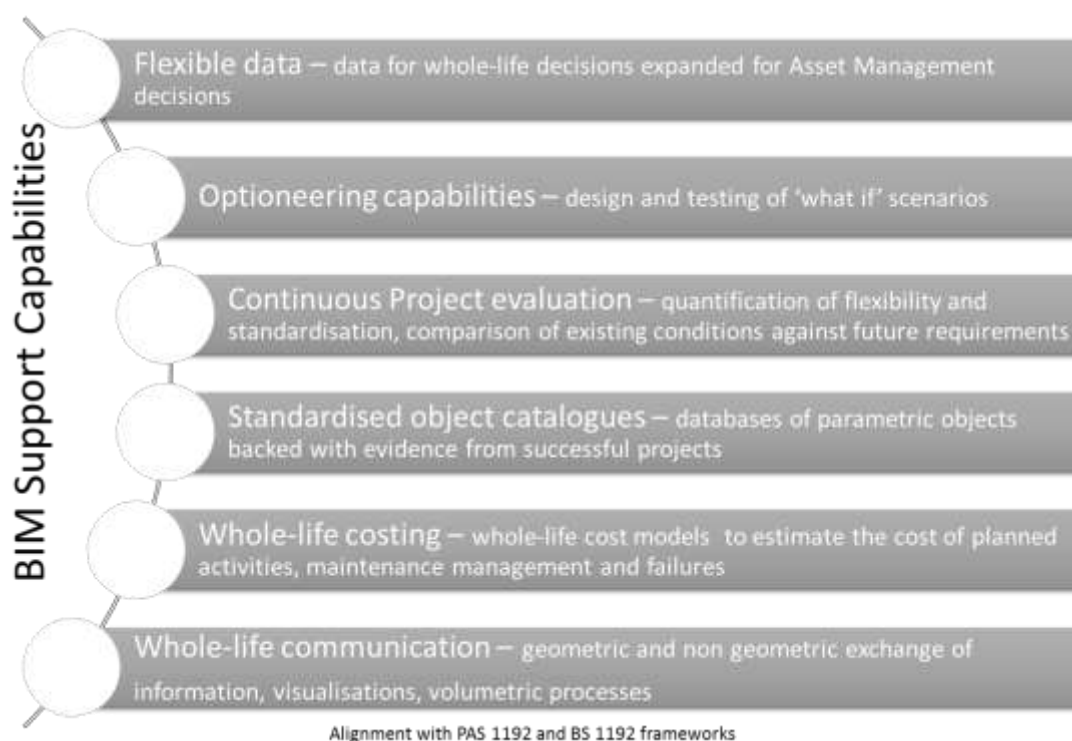 BIM Support Capabilities
Flexible data – data for whole-life decisions expanded for Asset Management
decisions
Optioneering capabilities – design and testing of ‘what if’ scenarios
Continuous Project evaluation – quantification of flexibility and
standardisation, comparison of existing conditions against future requirements
Standardised object catalogues – databases of parametric objects
backed with evidence from successful projects
Whole-life costing – whole-life cost models to estimate the cost of planned
activities, maintenance management and failures
Whole-life communication – geometric and non geometric exchange of
information, visualisations, volumetric processes
Alignment with PAS 1192 and BS 1192 frameworks